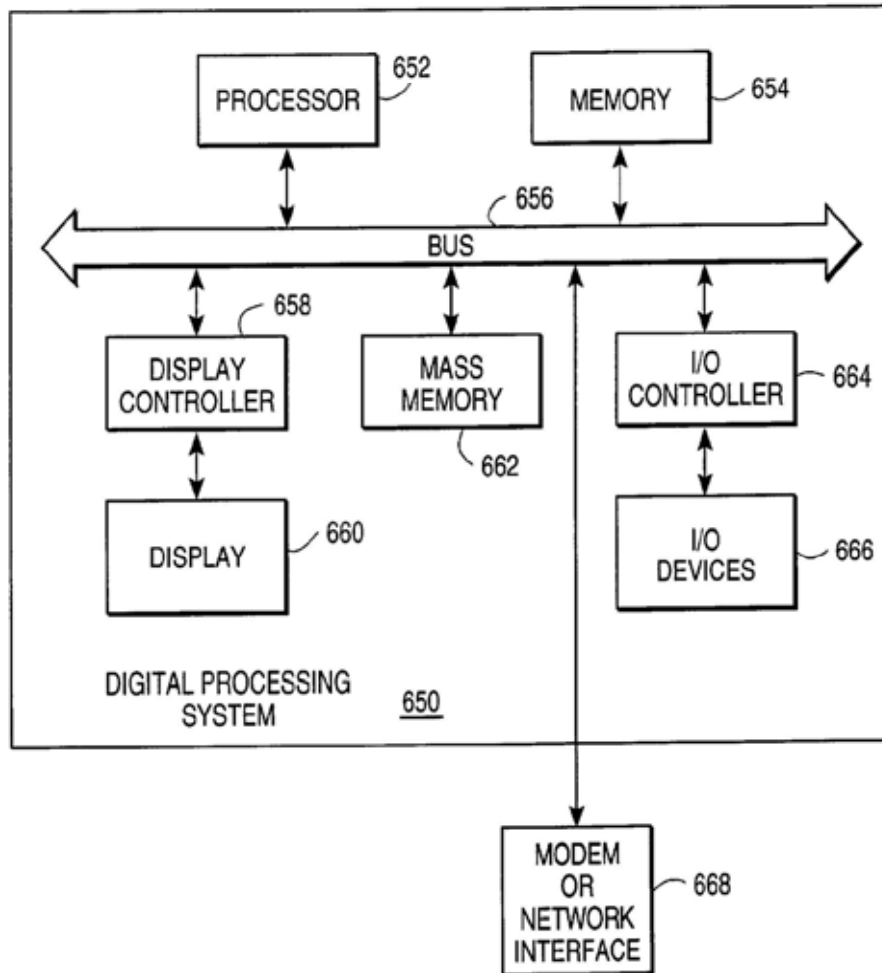 652
PROCESSOR
654
MEMORY
656
BUS
658
DISPLAY
CONTROLLER
MASS
MEMORY
662
I/O
CONTROLLER
664
DISPLAY
660
I/O
DEVICES
666
DIGITAL PROCESSING
SYSTEM
650
MODEM
OR
NETWORK
INTERFACE
668